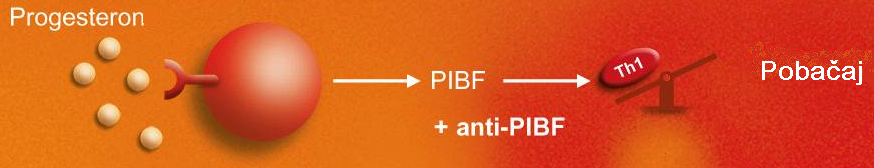 Progesteron
PIBF
+ anti-PIBF
Th1
Pobačaj